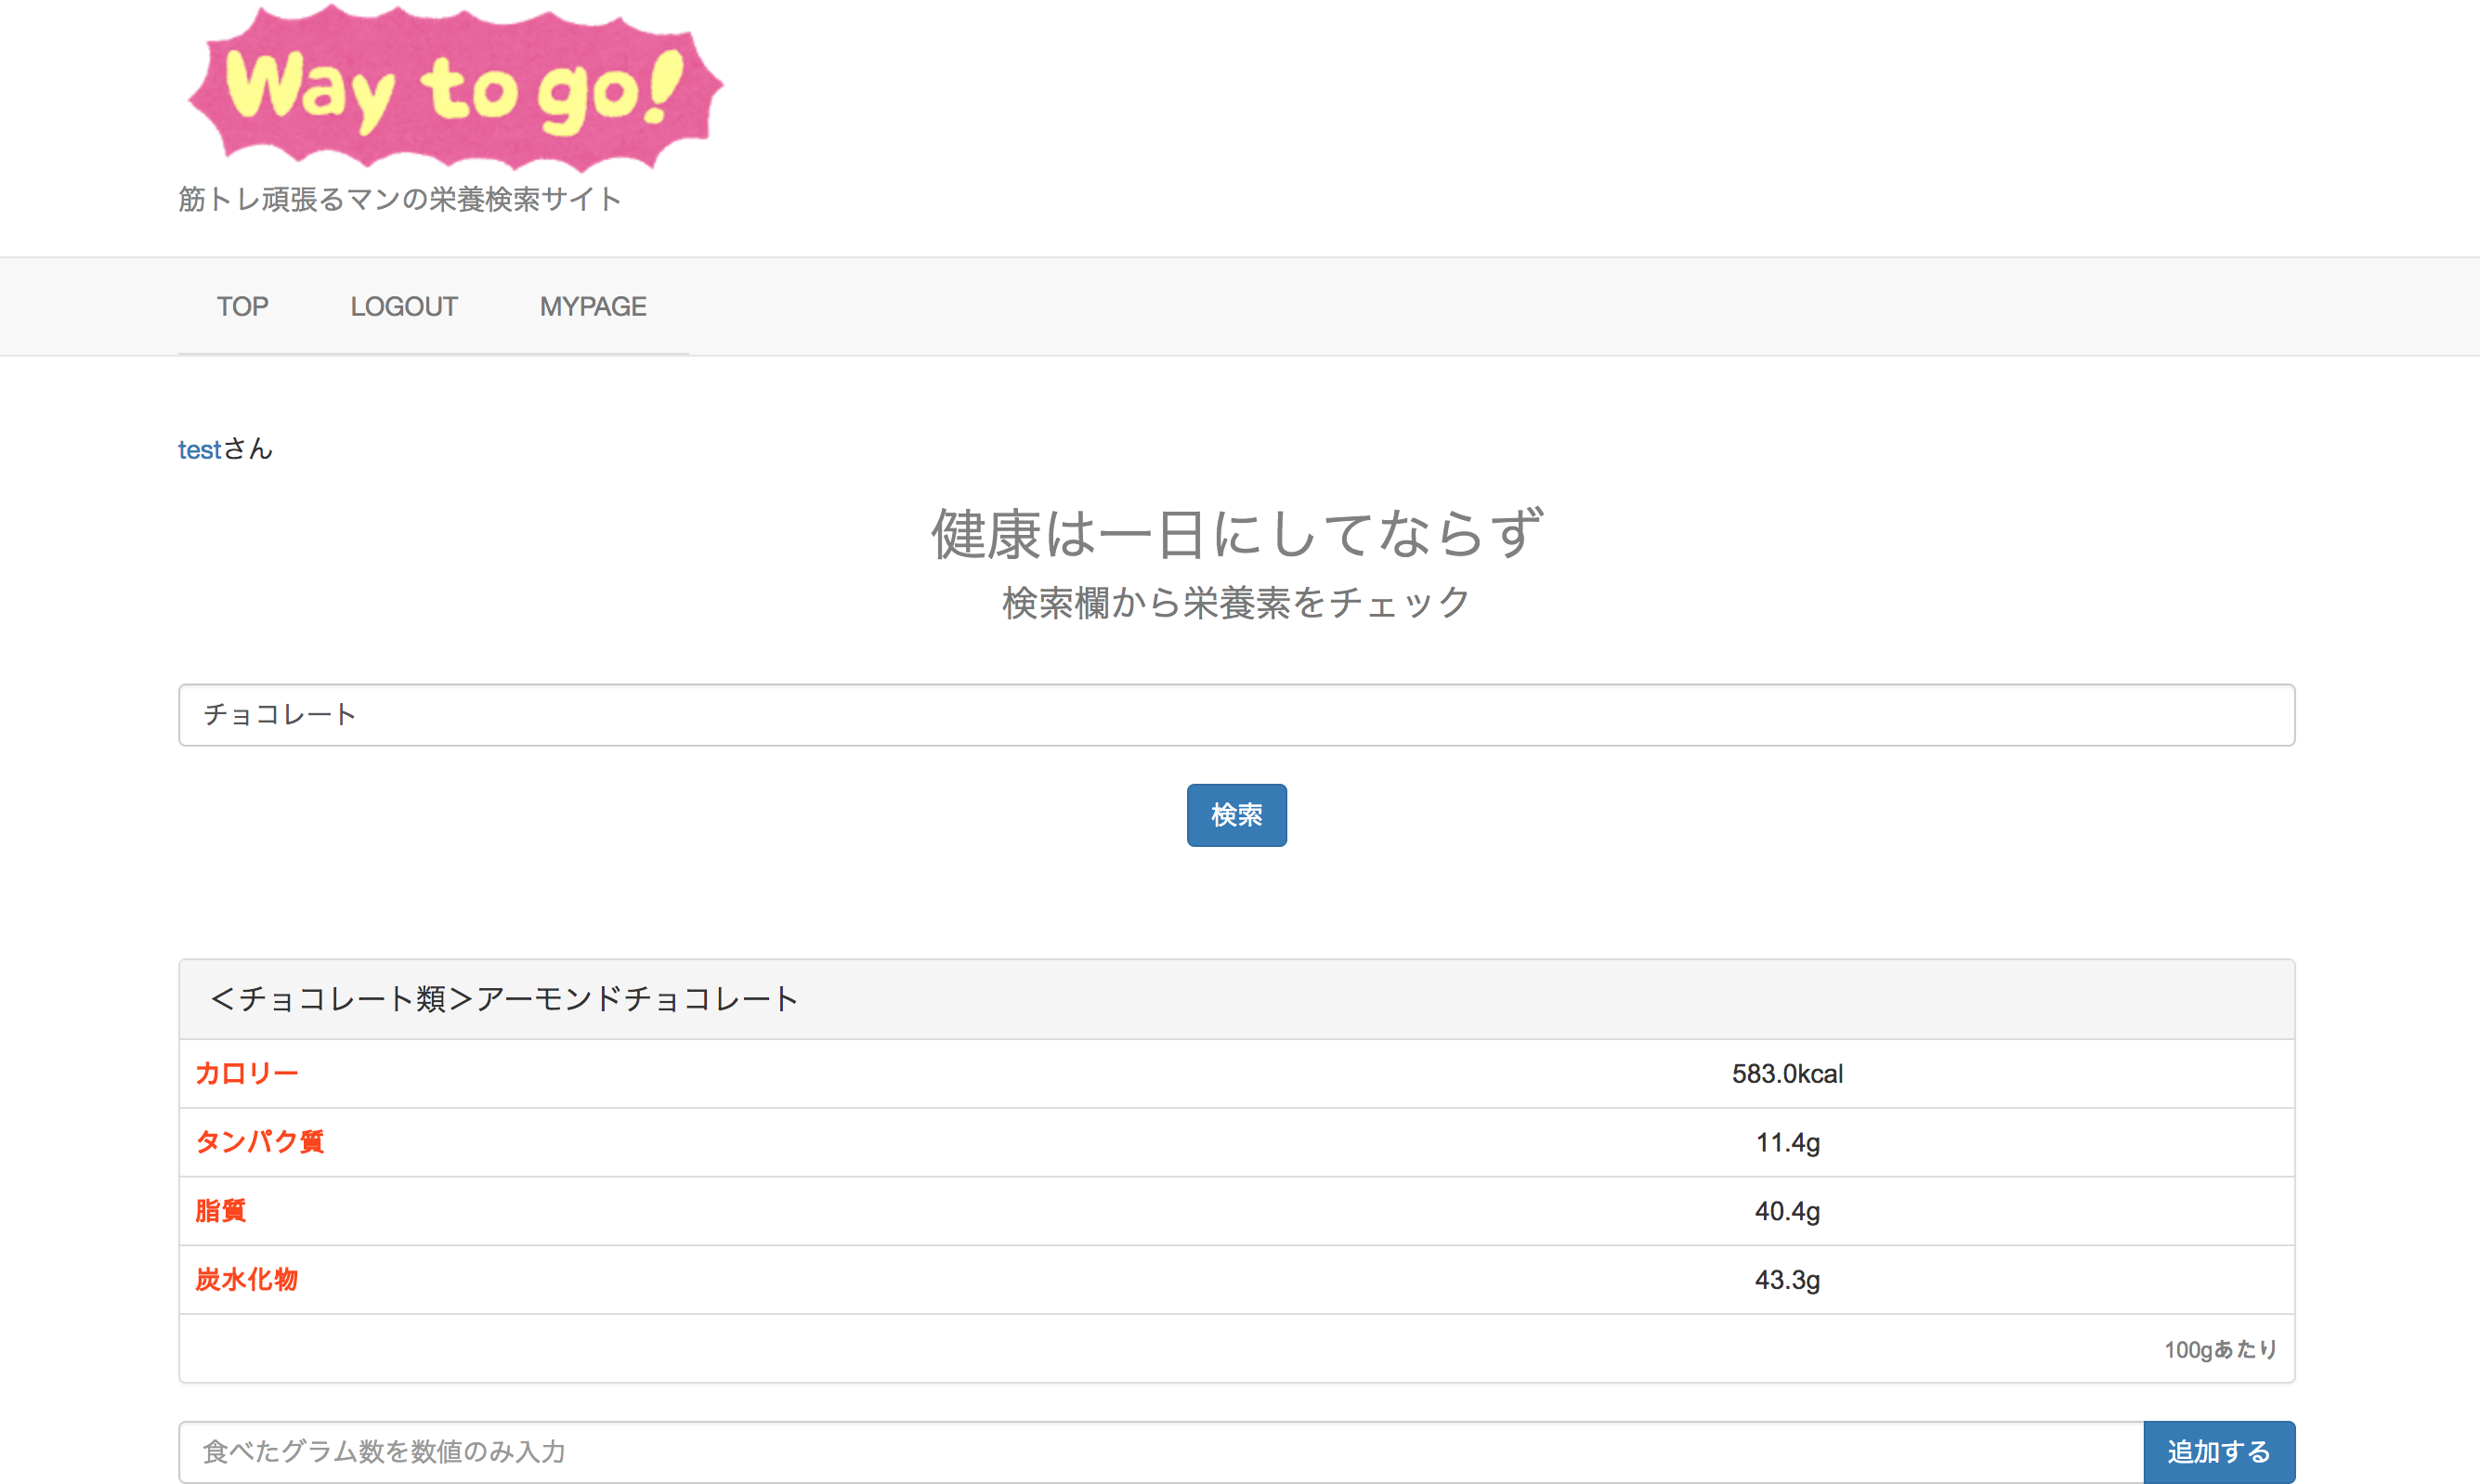 Way to go!
筋トレ頑張るマンの栄養検索サイト
TOP LOGOUT MYPAGE
testさん
健康は一日にしてならず
検索欄から栄養素をチェック
チョコレート
検索
＜チョコレート類＞アーモンドチョコレート
カロリー 583.0kcal
タンパク質 11.4g
脂質 40.4g
炭水化物 43.3g
100gあたり
食べたグラム数を数値のみ入力 追加する